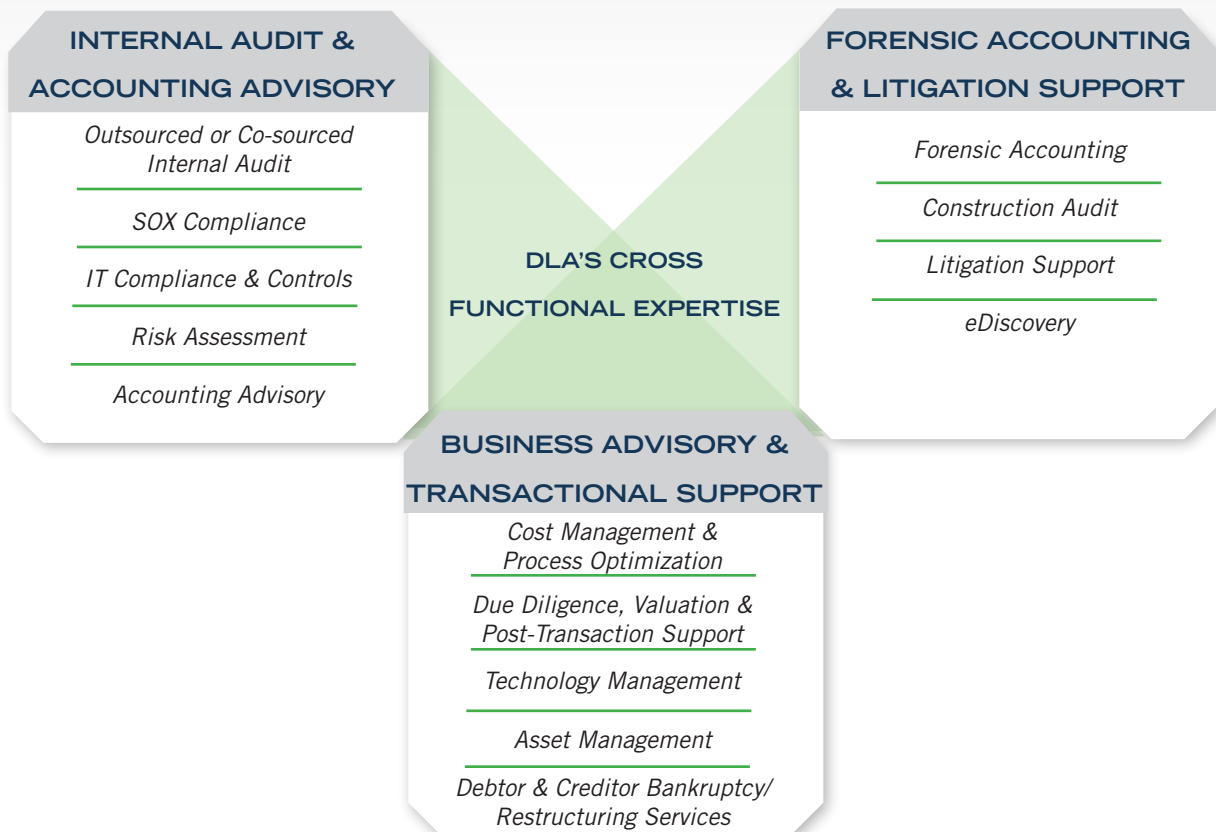 INTERNAL AUDIT &
ACCOUNTING ADVISORY
Outsourced or Co-sourced
Internal Audit
SOX Compliance
IT Compliance & Controls
Risk Assessment
Accounting Advisory
DLA'S CROSS
FUNCTIONAL EXPERTISE
FORENSIC ACCOUNTING
& LITIGATION SUPPORT
Forensic Accounting
Construction Audit
Litigation Support
eDiscovery
BUSINESS ADVISORY &
TRANSACTIONAL SUPPORT
Cost Management &
Process Optimization
Due Diligence, Valuation &
Post-Transaction Support
Technology Management
Asset Management
Debtor & Creditor Bankruptcy/
Restructuring Services